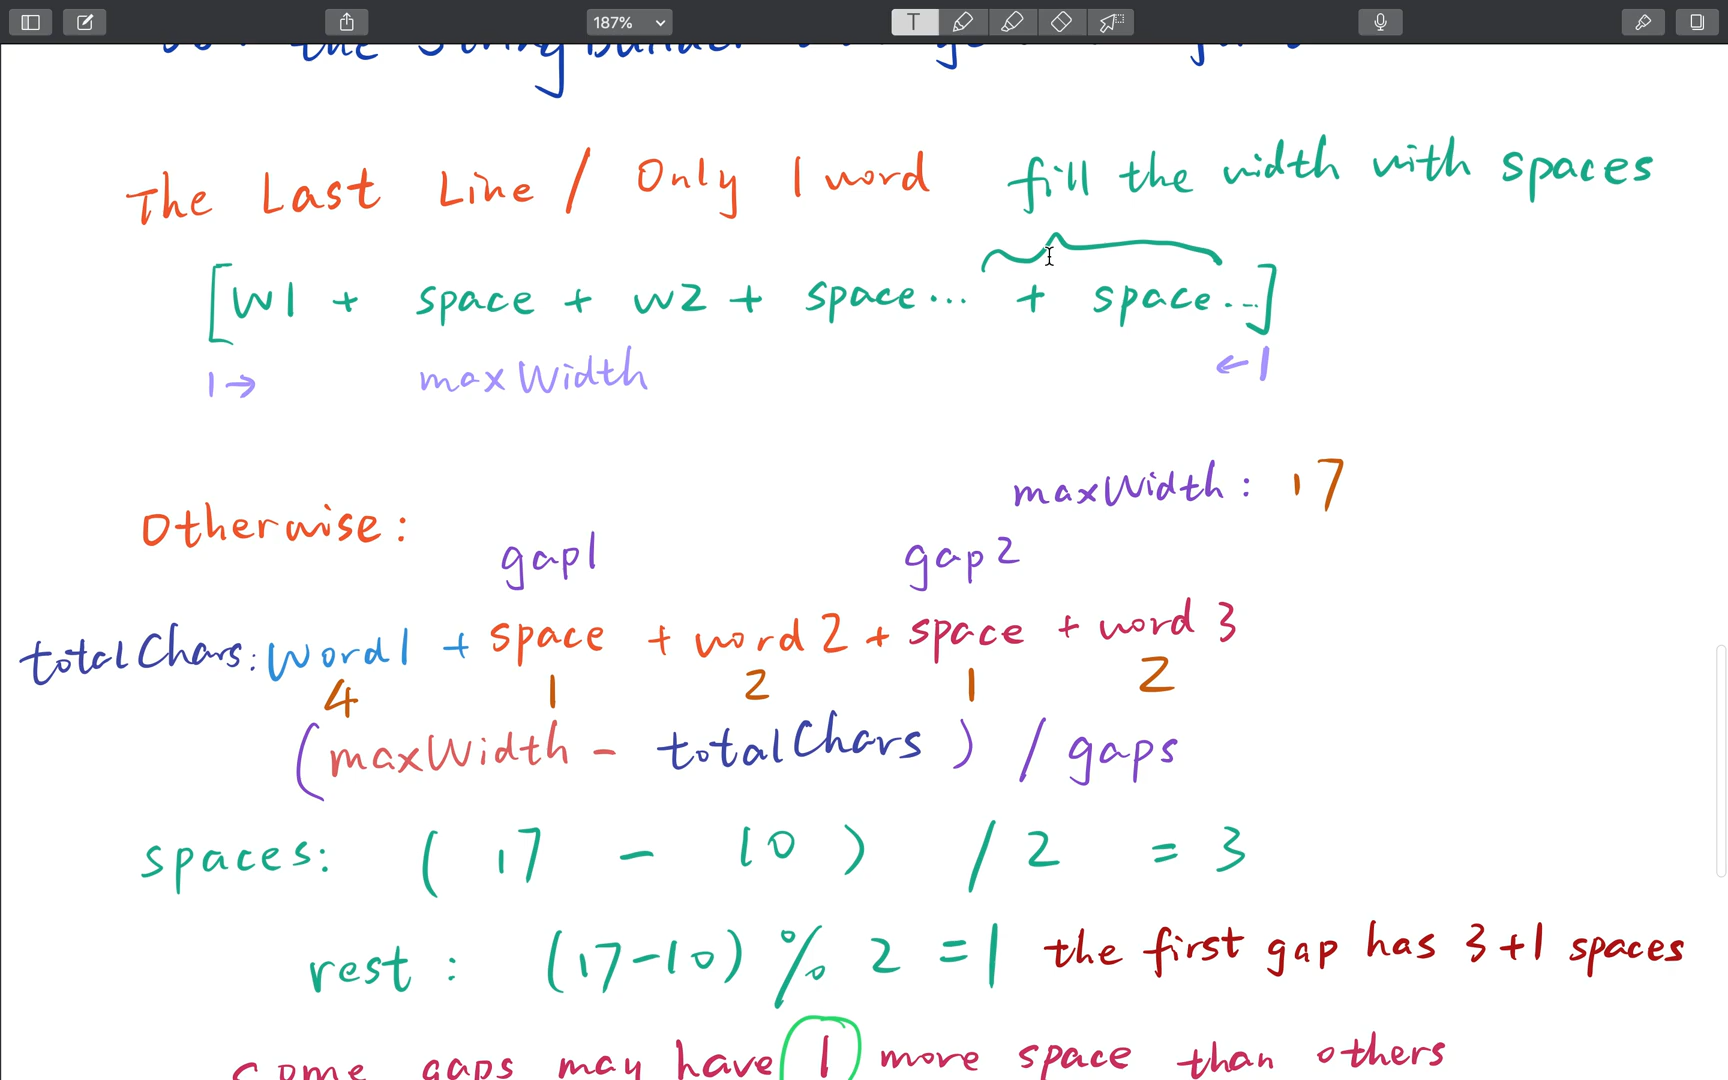 187%
T
the StringBuilder
The Last Line / Only 1 word fill the width with spaces
[w1 + space + w2 + space... + space...]
1→ maxWidth ←1
maxWidth: 17
Otherwise:
gap1 gap2
totalChars: Word1 + space + word2 + space + word3
4 1 2 1 2
(maxWidth - totalChars) / gaps
spaces: (17 - 10) / 2 = 3
rest: (17-10) % 2 = 1 the first gap has 3+1 spaces
some gaps may have 1 more space than others